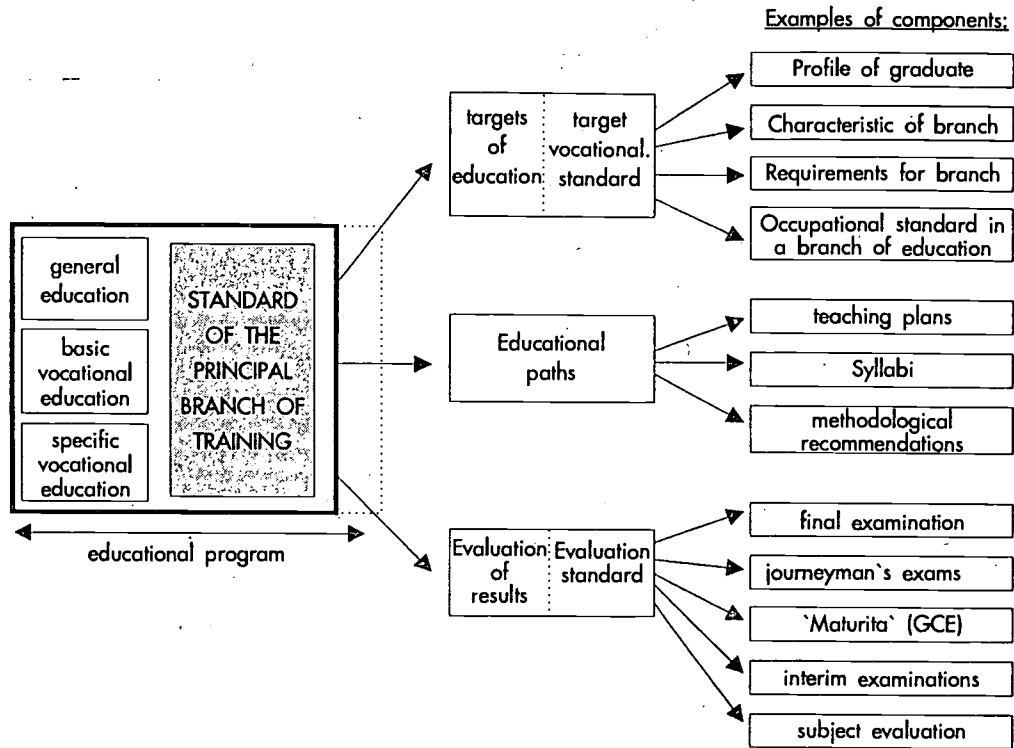 Examples of components:
Profile of graduate
Characteristic of branch
Requirements for branch
Occupational standard in
a branch of education
targets
of
education
target
vocational.
standard
general
education
basic
vocational
education
specific
vocational
education
STANDARD
OF THE
PRINCIPAL
BRANCH OF
TRAINING
educational program
Educational
paths
teaching plans
Syllabi
methodological
recommendations
Evaluation
of
results
Evaluation
standard
final examination
journeyman`s exams
`Maturita` (GCE)
interim examinations
subject evaluation